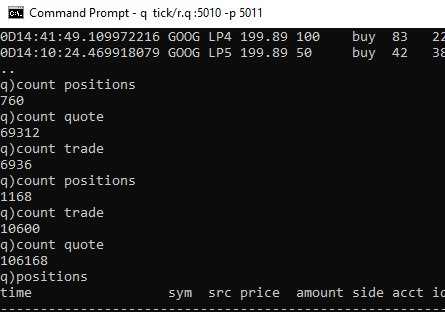 Command Prompt - q tick/r.q :5010 -p 5011
0D14:41:49.109972216 GOOG LP4 199.89 100 buy 83 22
0D14:10:24.469918079 GOOG LP5 199.89 50 buy 42 38
..
q)count positions
760
q)count quote
69312
q)count trade
6936
q)count positions
1168
q)count trade
10600
q)count quote
106168
q)positions
time sym src price amount side acct id
--------------------------------------------------------